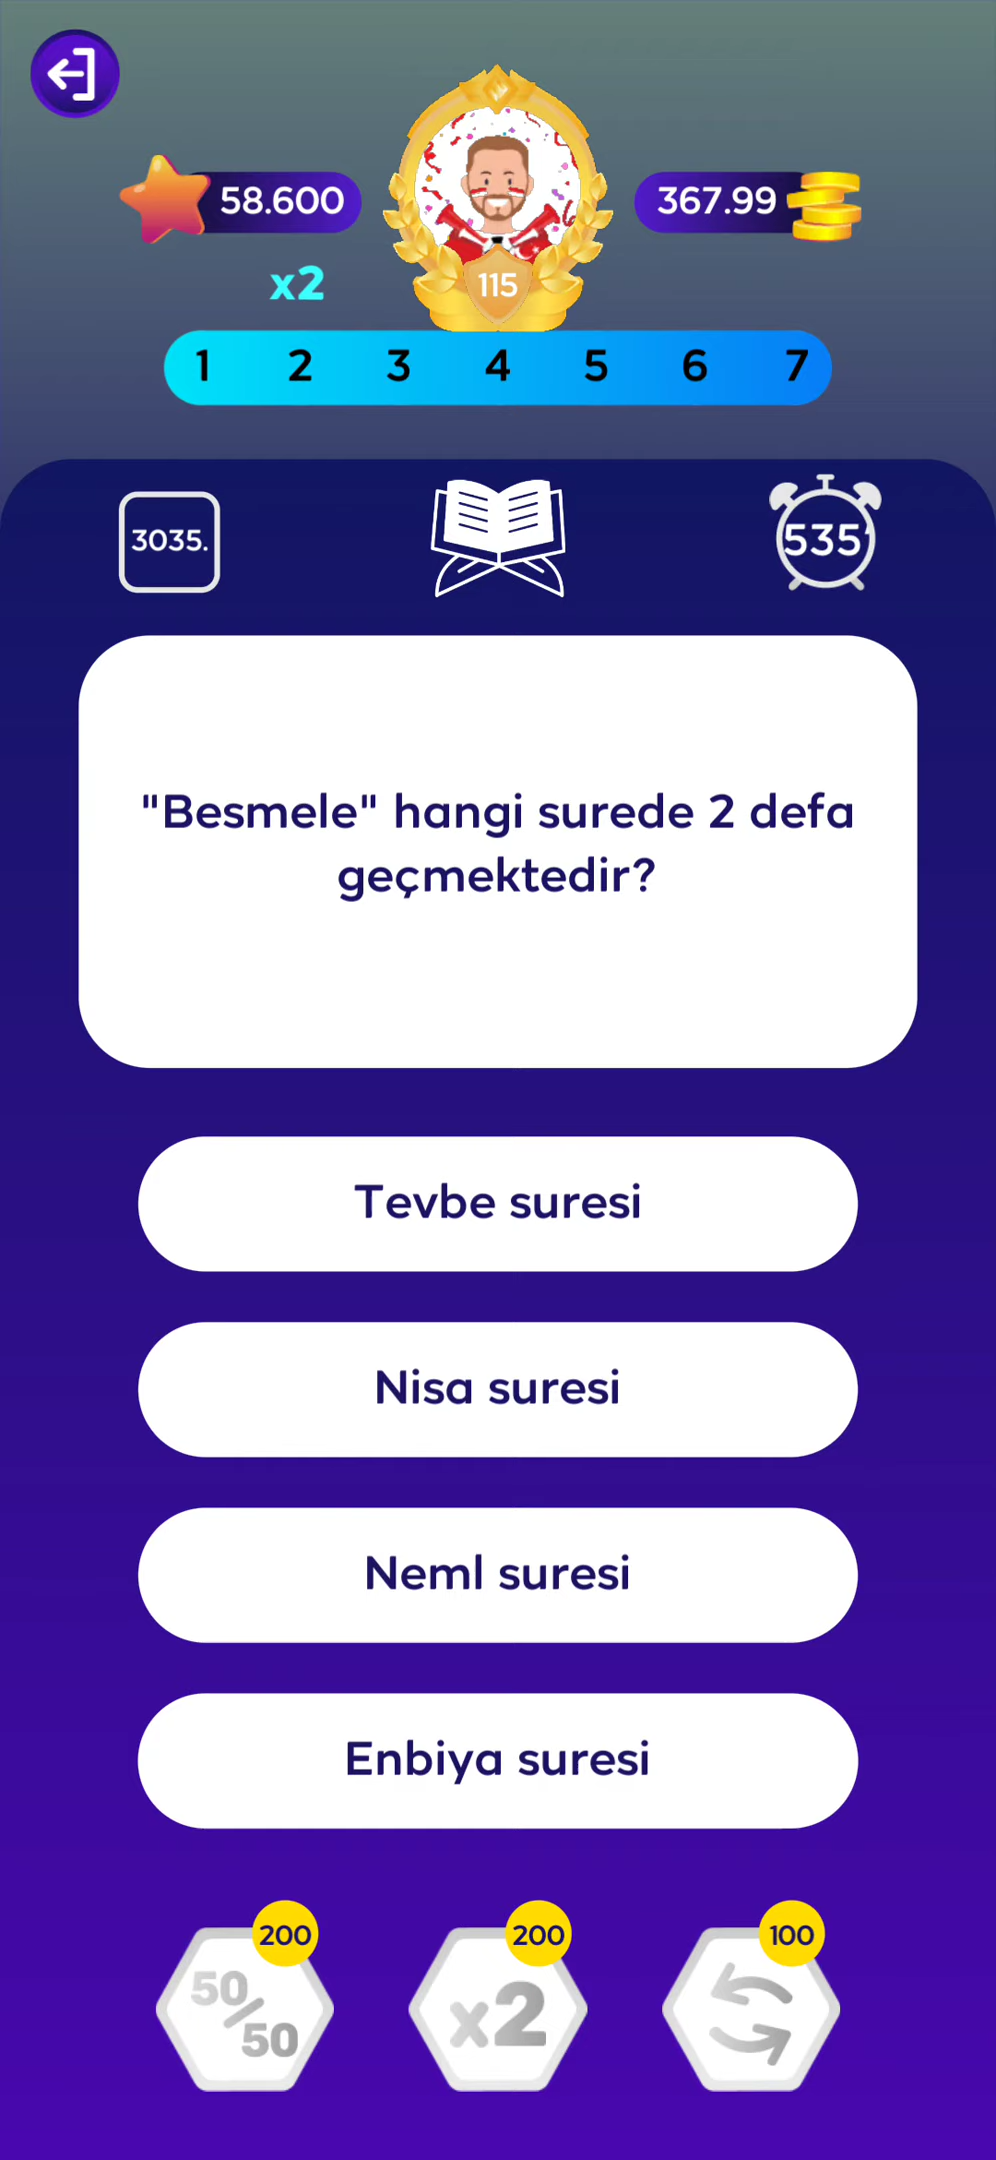 58.600
367.99
x2
115
1 2 3 4 5 6 7
3035.
535
"Besmele" hangi surede 2 defa
geçmektedir?
Tevbe suresi
Nisa suresi
Neml suresi
Enbiya suresi
200
200
100
50/50
x2